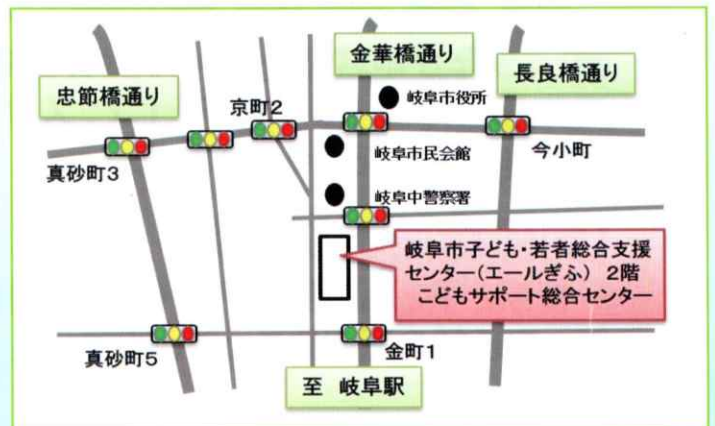 金華橋通り
長良橋通り
忠節橋通り
岐阜市役所
京町2
岐阜市民会館
今小町
真砂町3
岐阜中警察署
岐阜市子ども・若者総合支援
センター(エールぎふ) 2階
こどもサポート総合センター
真砂町5
金町1
至 岐阜駅